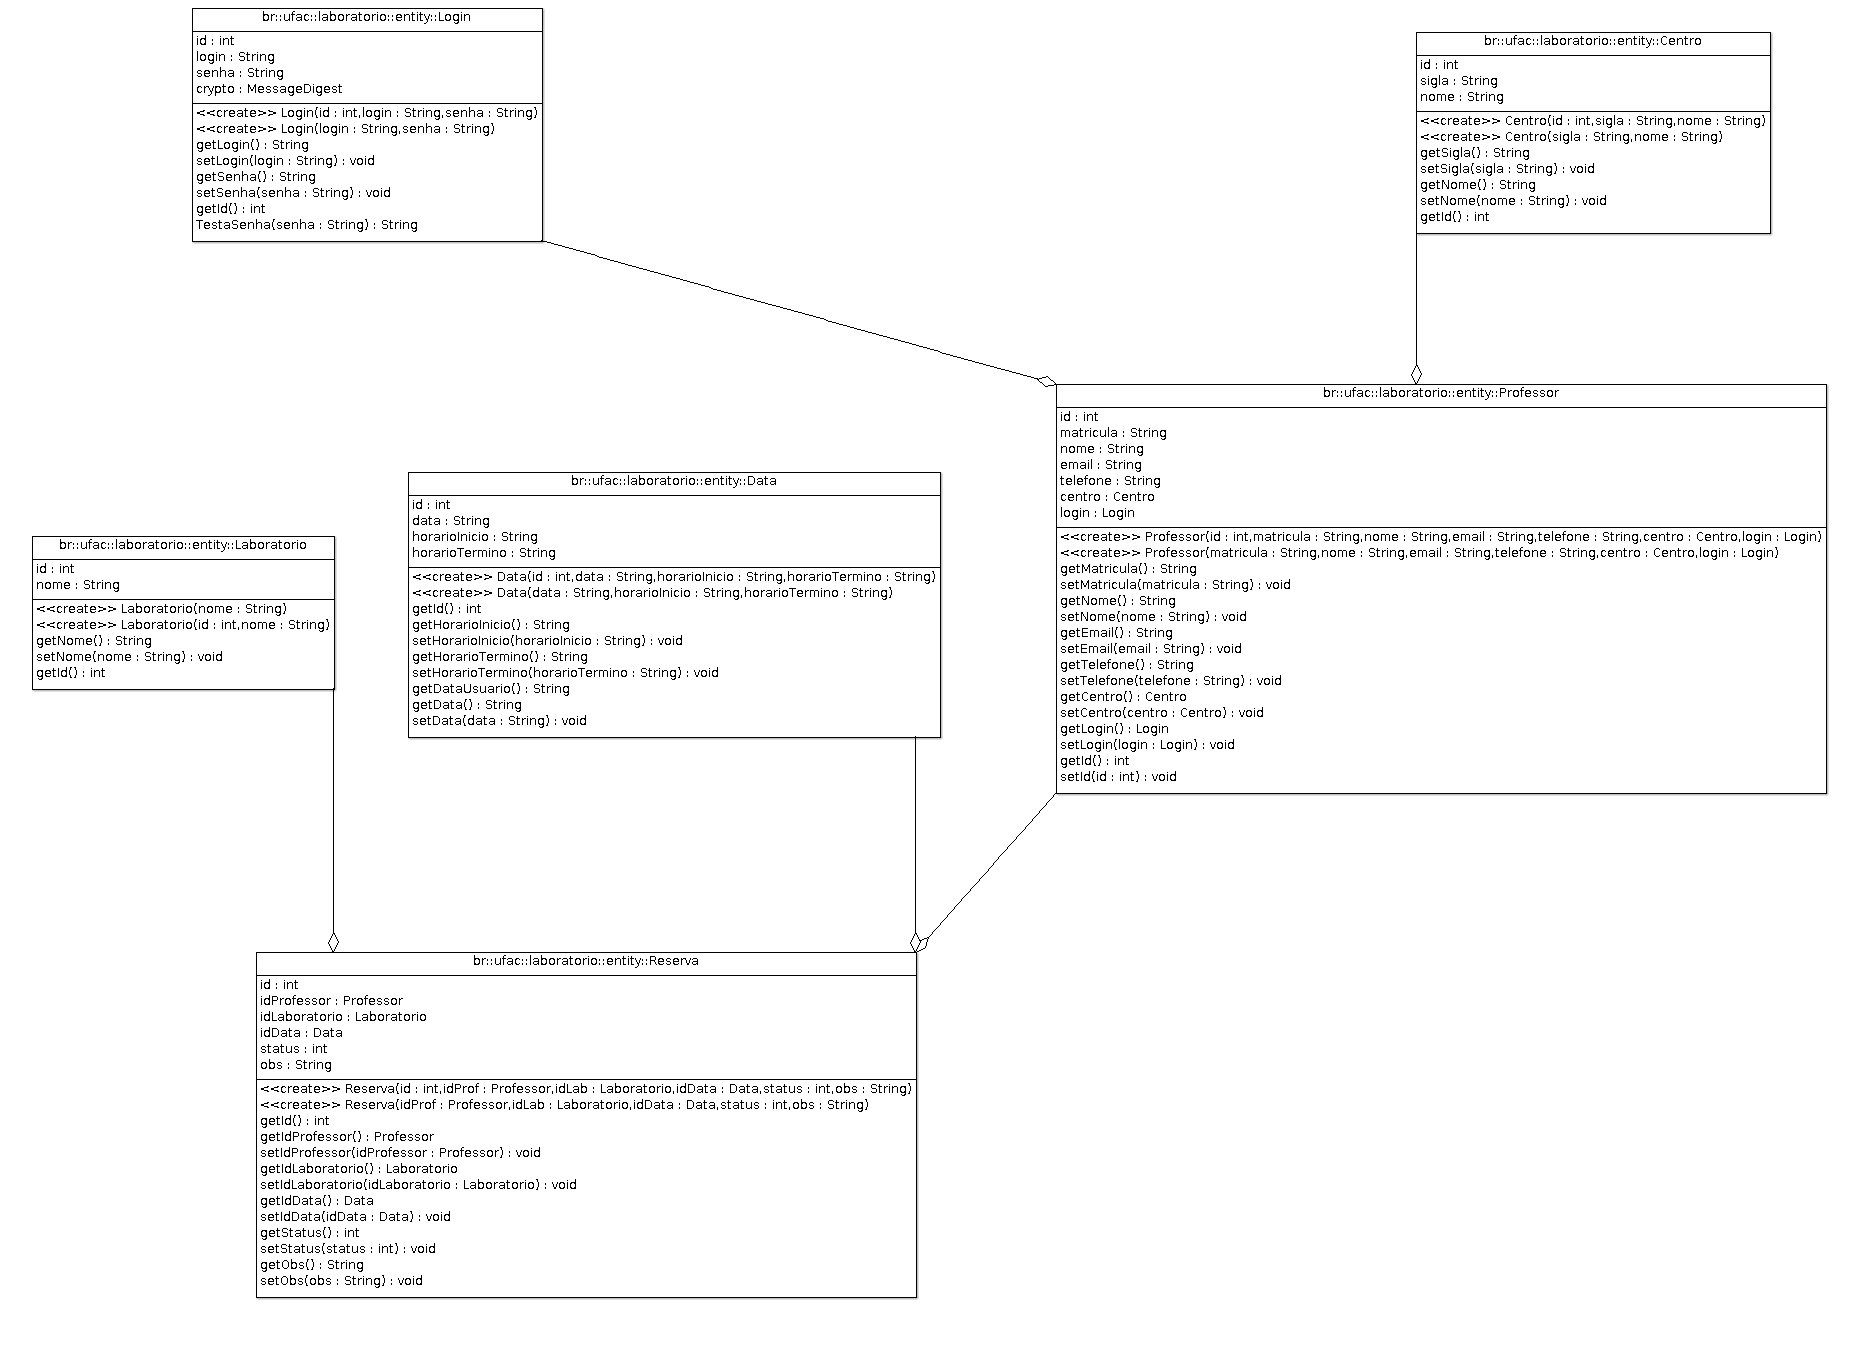 br::ufac::laboratorio::entity::Login
id : int
login : String
senha : String
crypto : MessageDigest
<<create>> Login(id : int,login : String,senha : String)
<<create>> Login(login : String,senha : String)
getLogin() : String
setLogin(login : String) : void
getSenha() : String
setSenha(senha : String) : void
getId() : int
TestaSenha(senha : String) : String
br::ufac::laboratorio::entity::Centro
id : int
sigla : String
nome : String
<<create>> Centro(id : int,sigla : String,nome : String)
<<create>> Centro(sigla : String,nome : String)
getSigla() : String
setSigla(sigla : String) : void
getNome() : String
setNome(nome : String) : void
getId() : int
br::ufac::laboratorio::entity::Professor
id : int
matricula : String
nome : String
email : String
telefone : String
centro : Centro
login : Login
<<create>> Professor(id : int,matricula : String,nome : String,email : String,telefone : String,centro : Centro,login : Login)
<<create>> Professor(matricula : String,nome : String,email : String,telefone : String,centro : Centro,login : Login)
getMatricula() : String
setMatricula(matricula : String) : void
getNome() : String
setNome(nome : String) : void
getEmail() : String
setEmail(email : String) : void
getTelefone() : String
setTelefone(telefone : String) : void
getCentro() : Centro
setCentro(centro : Centro) : void
getLogin() : Login
setLogin(login : Login) : void
getId() : int
setId(id : int) : void
br::ufac::laboratorio::entity::Data
id : int
data : String
horarioInicio : String
horarioTermino : String
<<create>> Data(id : int,data : String,horarioInicio : String,horarioTermino : String)
<<create>> Data(data : String,horarioInicio : String,horarioTermino : String)
getId() : int
getHorarioInicio() : String
setHorarioInicio(horarioInicio : String) : void
getHorarioTermino() : String
setHorarioTermino(horarioTermino : String) : void
getDataUsuario() : String
getData() : String
setData(data : String) : void
br::ufac::laboratorio::entity::Laboratorio
id : int
nome : String
<<create>> Laboratorio(nome : String)
<<create>> Laboratorio(id : int,nome : String)
getNome() : String
setNome(nome : String) : void
getId() : int
br::ufac::laboratorio::entity::Reserva
id : int
idProfessor : Professor
idLaboratorio : Laboratorio
idData : Data
status : int
obs : String
<<create>> Reserva(id : int,idProf : Professor,idLab : Laboratorio,idData : Data,status : int,obs : String)
<<create>> Reserva(idProf : Professor,idLab : Laboratorio,idData : Data,status : int,obs : String)
getId() : int
getIdProfessor() : Professor
setIdProfessor(idProfessor : Professor) : void
getIdLaboratorio() : Laboratorio
setIdLaboratorio(idLaboratorio : Laboratorio) : void
getIdData() : Data
setIdData(idData : Data) : void
getStatus() : int
setStatus(status : int) : void
getObs() : String
setObs(obs : String) : void